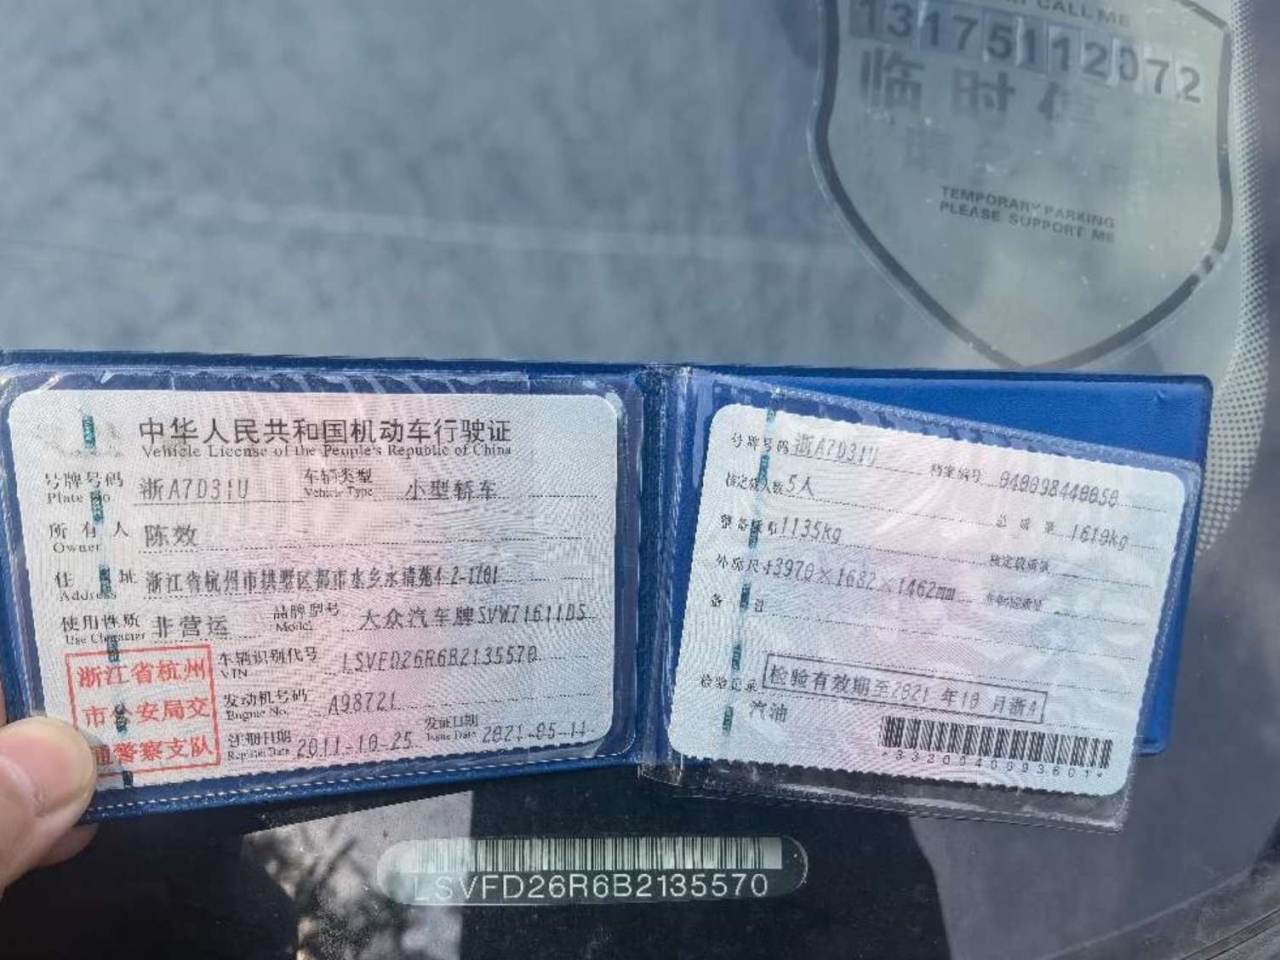 CALL ME
13175112072
临时停
TEMPORARY PARKING
PLEASE SUPPORT ME
中华人民共和国机动车行驶证
Vehicle License of the People's Republic of China
号牌号码 浙A7D31U 车辆类型 小型轿车
Plate No. Vehicle Type
所有人 陈效
Owner
住址 浙江省杭州市拱墅区都市水乡水清苑4-2-1701
Address
使用性质 非营运 品牌型号 大众汽车牌SVW71611DS
Use Character Model
浙江省杭州
市公安局交
通警察支队
车辆识别代号 LSVFD26R6B2135570
VIN
发动机号码 A98721
Engine No.
注册日期 2011-10-25 发证日期 2021-05-11
Register Date Issue Date
号牌号码 浙A7D31U 档案编号
核定载人数 5人 总质量 1610kg
整备质量 1135kg 核定载质量
外廓尺寸 3970×1682×1462mm
备注
检验记录 检验有效期至2021年10月浙A
汽油
*3320040093601*
LSVFD26R6B2135570